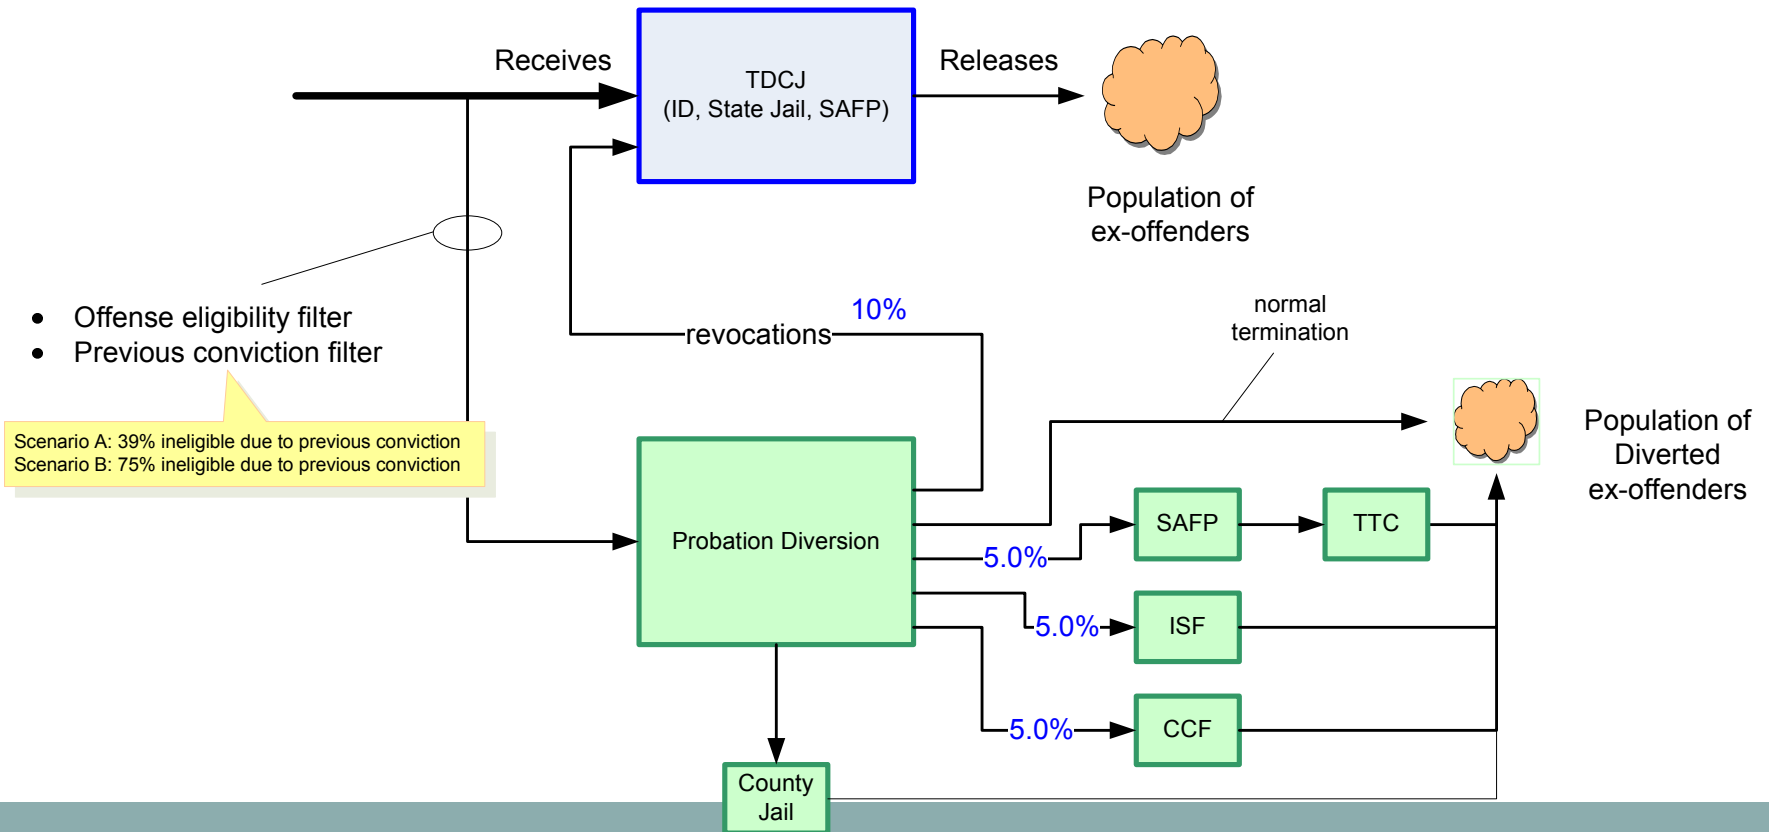 Receives
TDCJ
(ID, State Jail, SAFP)
Releases
Population of
ex-offenders
• Offense eligibility filter
• Previous conviction filter
Scenario A: 39% ineligible due to previous conviction
Scenario B: 75% ineligible due to previous conviction
10%
revocations
normal
termination
Population of
Diverted
ex-offenders
Probation Diversion
5.0%
SAFP
TTC
5.0%
ISF
5.0%
CCF
County
Jail